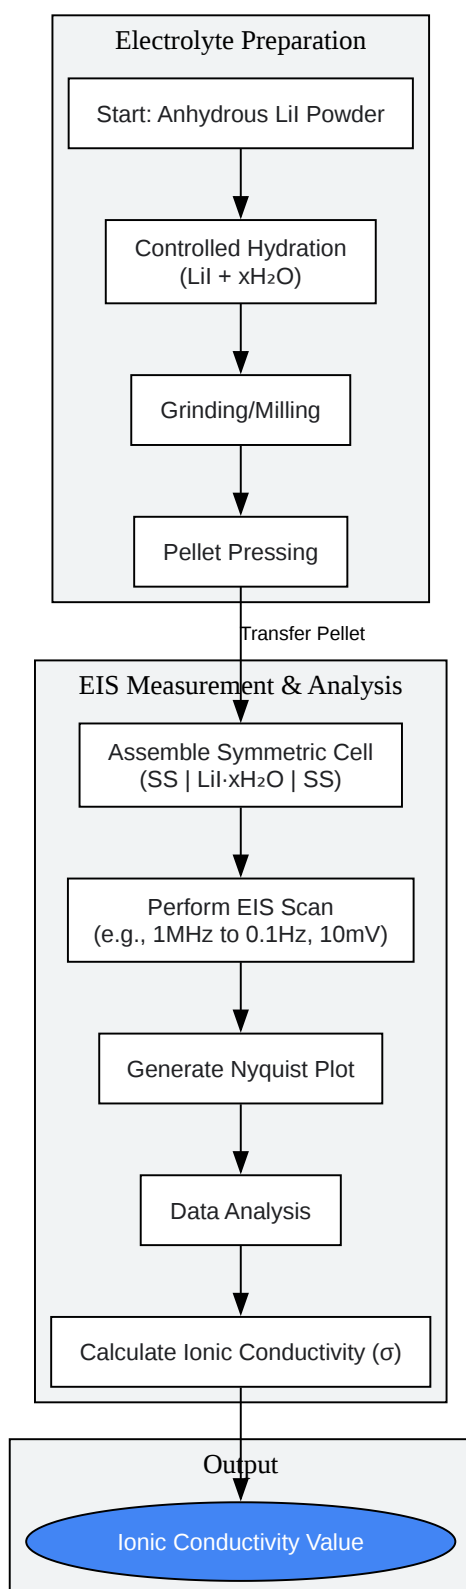 Electrolyte Preparation
Start: Anhydrous LiI Powder
Controlled Hydration
(LiI + xH₂O)
Grinding/Milling
Pellet Pressing
Transfer Pellet
EIS Measurement & Analysis
Assemble Symmetric Cell
(SS | LiI·xH₂O | SS)
Perform EIS Scan
(e.g., 1MHz to 0.1Hz, 10mV)
Generate Nyquist Plot
Data Analysis
Calculate Ionic Conductivity (σ)
Output
Ionic Conductivity Value